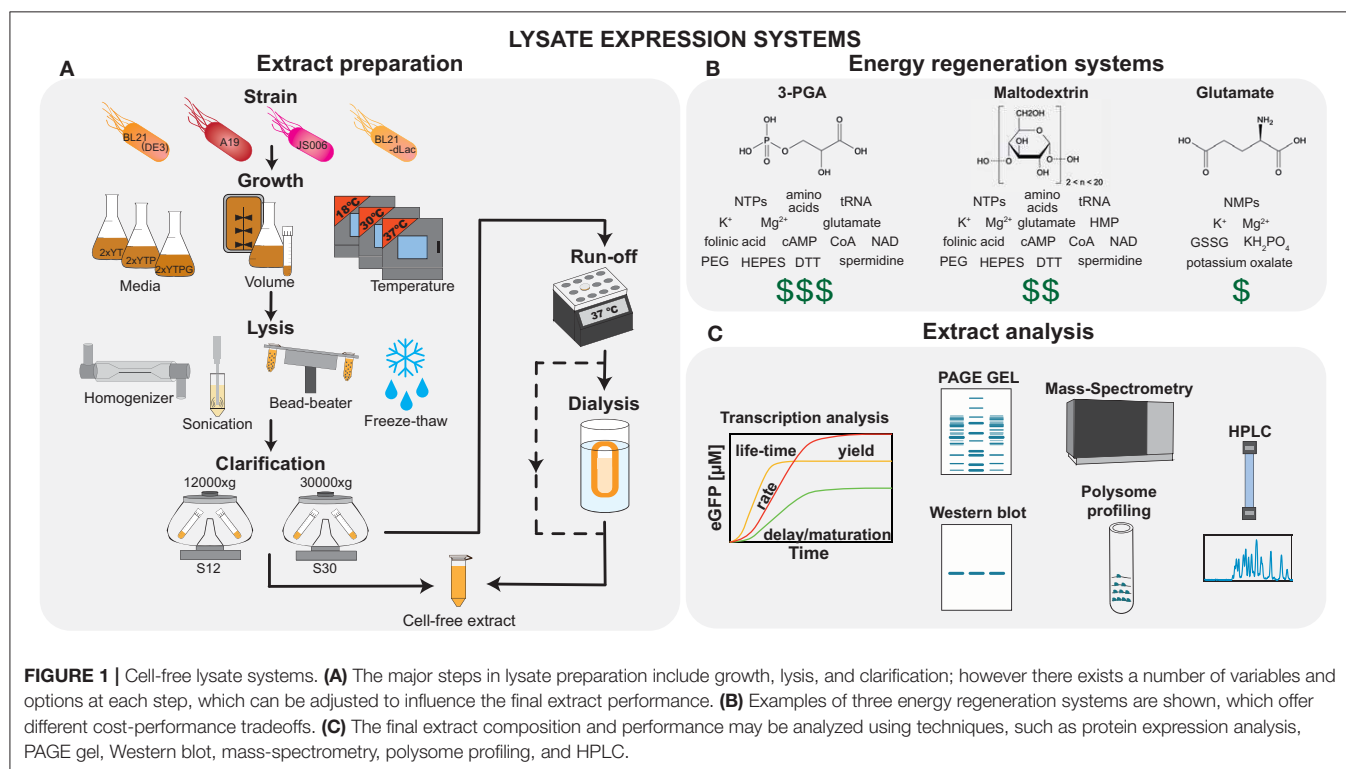 LYSATE EXPRESSION SYSTEMS
A
Extract preparation
Strain
BL21
(DE3)
A19
JS006
BL21
-dLac
Growth
2xYT
2xYTP
2xYTPG
18ºC
30ºC
37ºC
Media
Volume
Temperature
Lysis
Homogenizer
Sonication
Bead-beater
Freeze-thaw
Clarification
12000xg
30000xg
S12
S30
Run-off
37 ºC
Dialysis
Cell-free extract
B
Energy regeneration systems
3-PGA
HO
OH
P
O
O
OH
O
OH
NTPs amino acids tRNA
K⁺ Mg²⁺ glutamate
folinic acid cAMP CoA NAD
PEG HEPES DTT spermidine
$$$
Maltodextrin
CH2OH
O
OH
HO
O
OH
OH
2 < n < 20
NTPs amino acids tRNA
K⁺ Mg²⁺ glutamate HMP
folinic acid cAMP CoA NAD
PEG HEPES DTT spermidine
$$
Glutamate
O
NH₂
O
HO
OH
NMPs
K⁺ Mg²⁺
GSSG KH₂PO₄
potassium oxalate
$
C
Extract analysis
Transcription analysis
eGFP [µM]
life-time
yield
rate
delay/maturation
Time
PAGE GEL
Mass-Spectrometry
HPLC
Western blot
Polysome
profiling
FIGURE 1 | Cell-free lysate systems. (A) The major steps in lysate preparation include growth, lysis, and clarification; however there exists a number of variables and
options at each step, which can be adjusted to influence the final extract performance. (B) Examples of three energy regeneration systems are shown, which offer
different cost-performance tradeoffs. (C) The final extract composition and performance may be analyzed using techniques, such as protein expression analysis,
PAGE gel, Western blot, mass-spectrometry, polysome profiling, and HPLC.